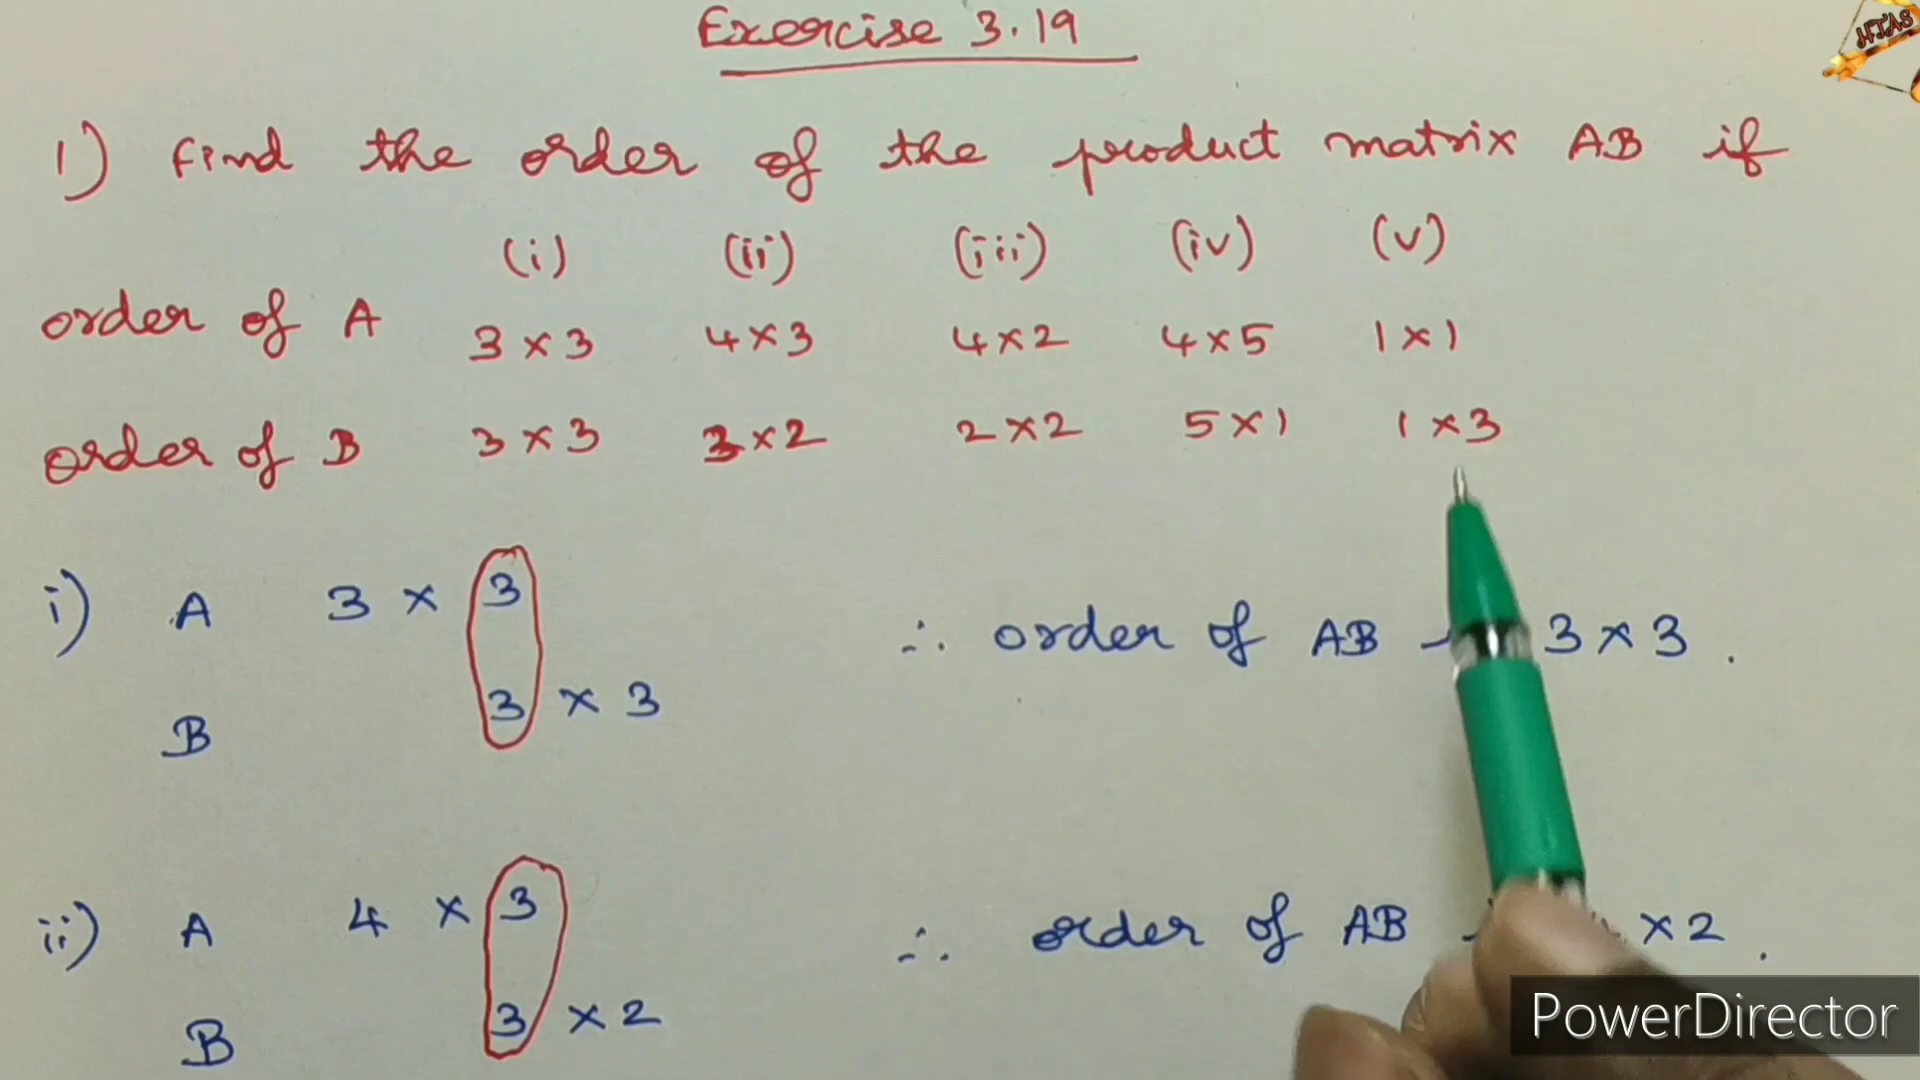 HTAS
Exercise 3.19
1) Find the order of the product matrix AB if
(i) (ii) (iii) (iv) (v)
order of A 3 × 3 4 × 3 4 × 2 4 × 5 1 × 1
order of B 3 × 3 3 × 2 2 × 2 5 × 1 1 × 3
i) A 3 × 3
∴ order of AB 3 × 3 .
B 3 × 3
ii) A 4 × 3
∴ order of AB × 2 .
B 3 × 2
PowerDirector